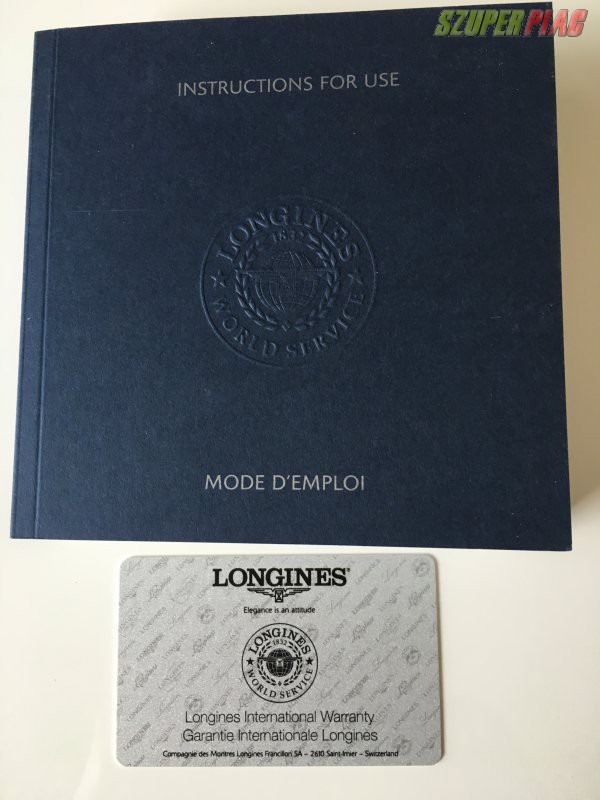 SZUPERPIAC
INSTRUCTIONS FOR USE
LONGINES
1832
WORLD SERVICE
MODE D'EMPLOI
LONGINES
Elegance is an attitude
LONGINES
1832
WORLD SERVICE
Longines International Warranty
Garantie Internationale Longines
Compagnie des Montres Longines Francillon SA – 2610 Saint-Imier – Switzerland